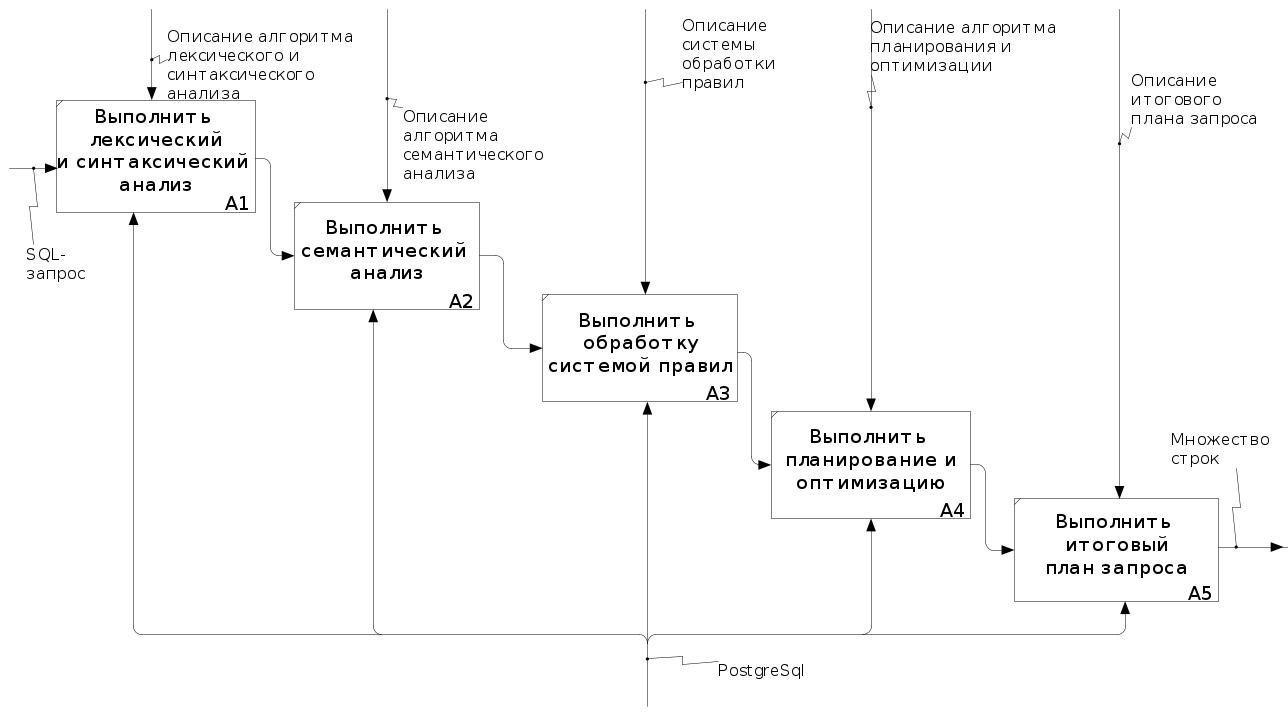 Описание алгоритма
лексического и
синтаксического
анализа
Описание
системы
обработки
правил
Описание алгоритма
планирования и
оптимизации
Описание
итогового
плана запроса
Описание
алгоритма
семантического
анализа
Выполнить
лексический
и синтаксический
анализ
A1
SQL-
запрос
Выполнить
семантический
анализ
A2
Выполнить
обработку
системой правил
A3
Выполнить
планирование и
оптимизацию
A4
Множество
строк
Выполнить
итоговый
план запроса
A5
PostgreSql